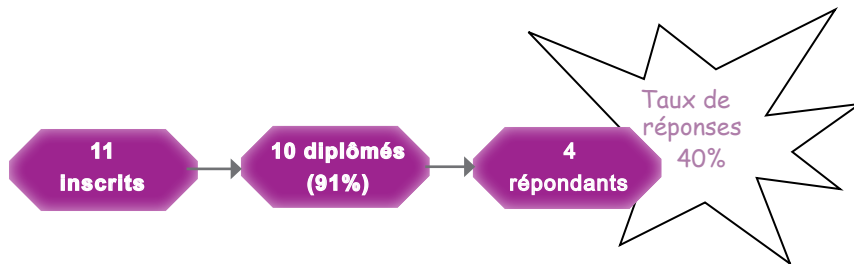 11
inscrits
10 diplômés
(91%)
4
répondants
Taux de
réponses
40%